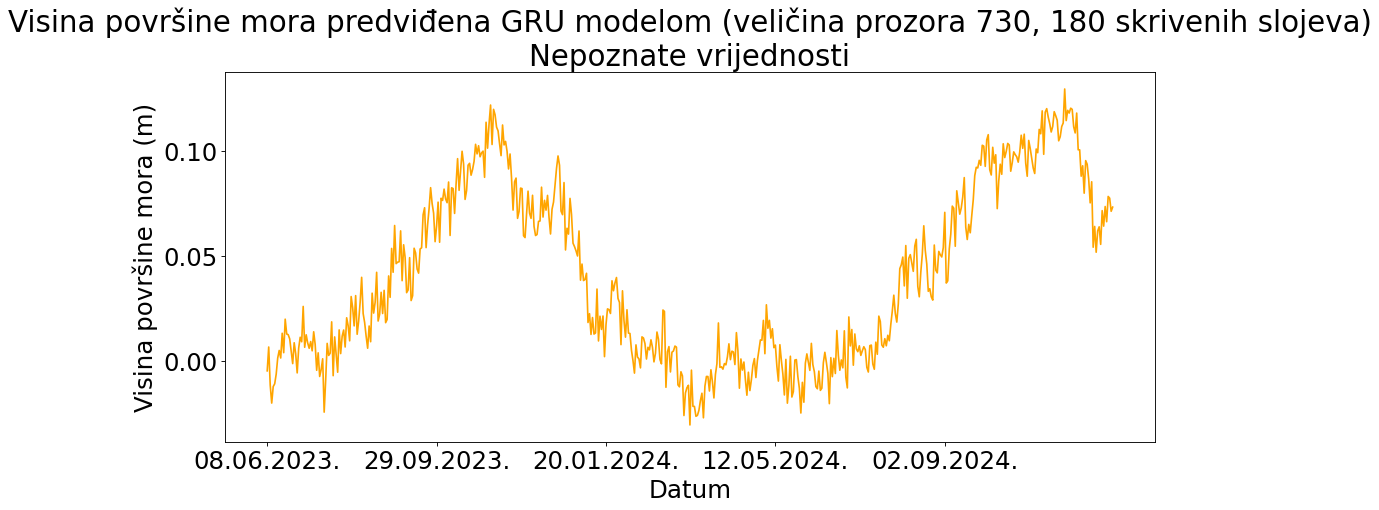 Visina površine mora predviđena GRU modelom (veličina prozora 730, 180 skrivenih slojeva)
Nepoznate vrijednosti
Visina površine mora (m)
0.10
0.05
0.00
08.06.2023. 29.09.2023. 20.01.2024. 12.05.2024. 02.09.2024.
Datum